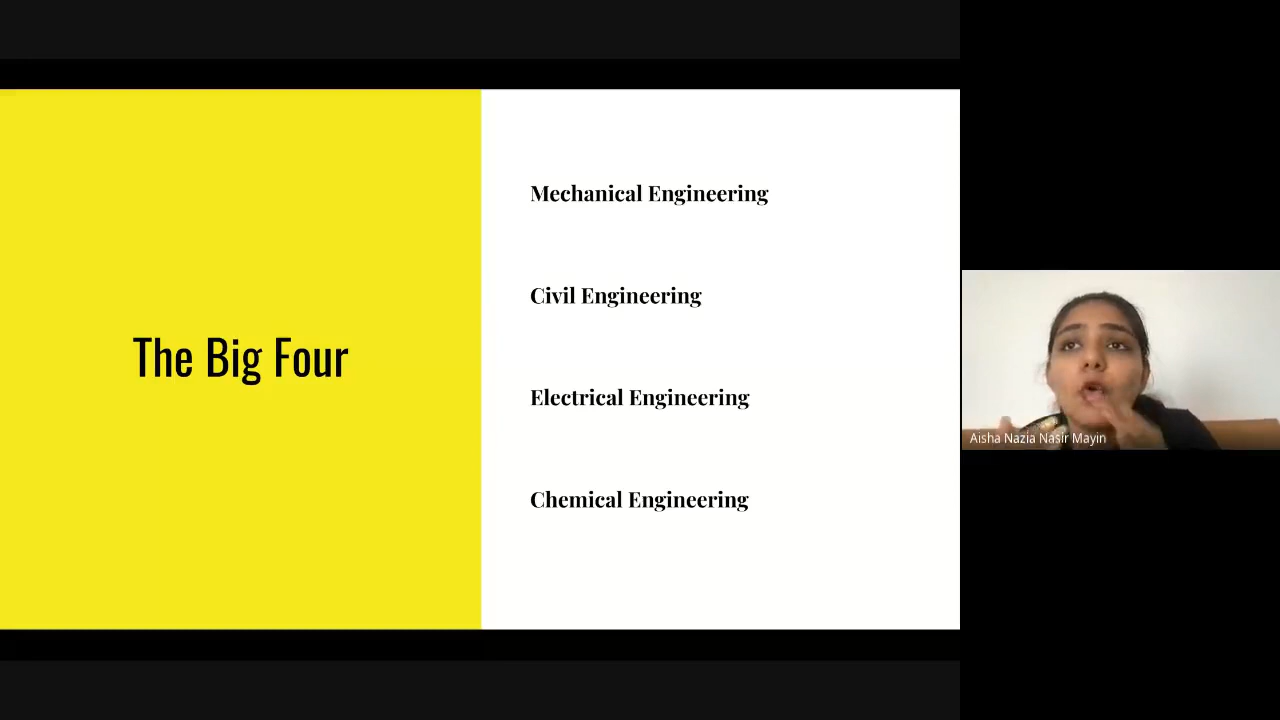 The Big Four
Mechanical Engineering
Civil Engineering
Electrical Engineering
Chemical Engineering
Aisha Nazia Nasir Mayin